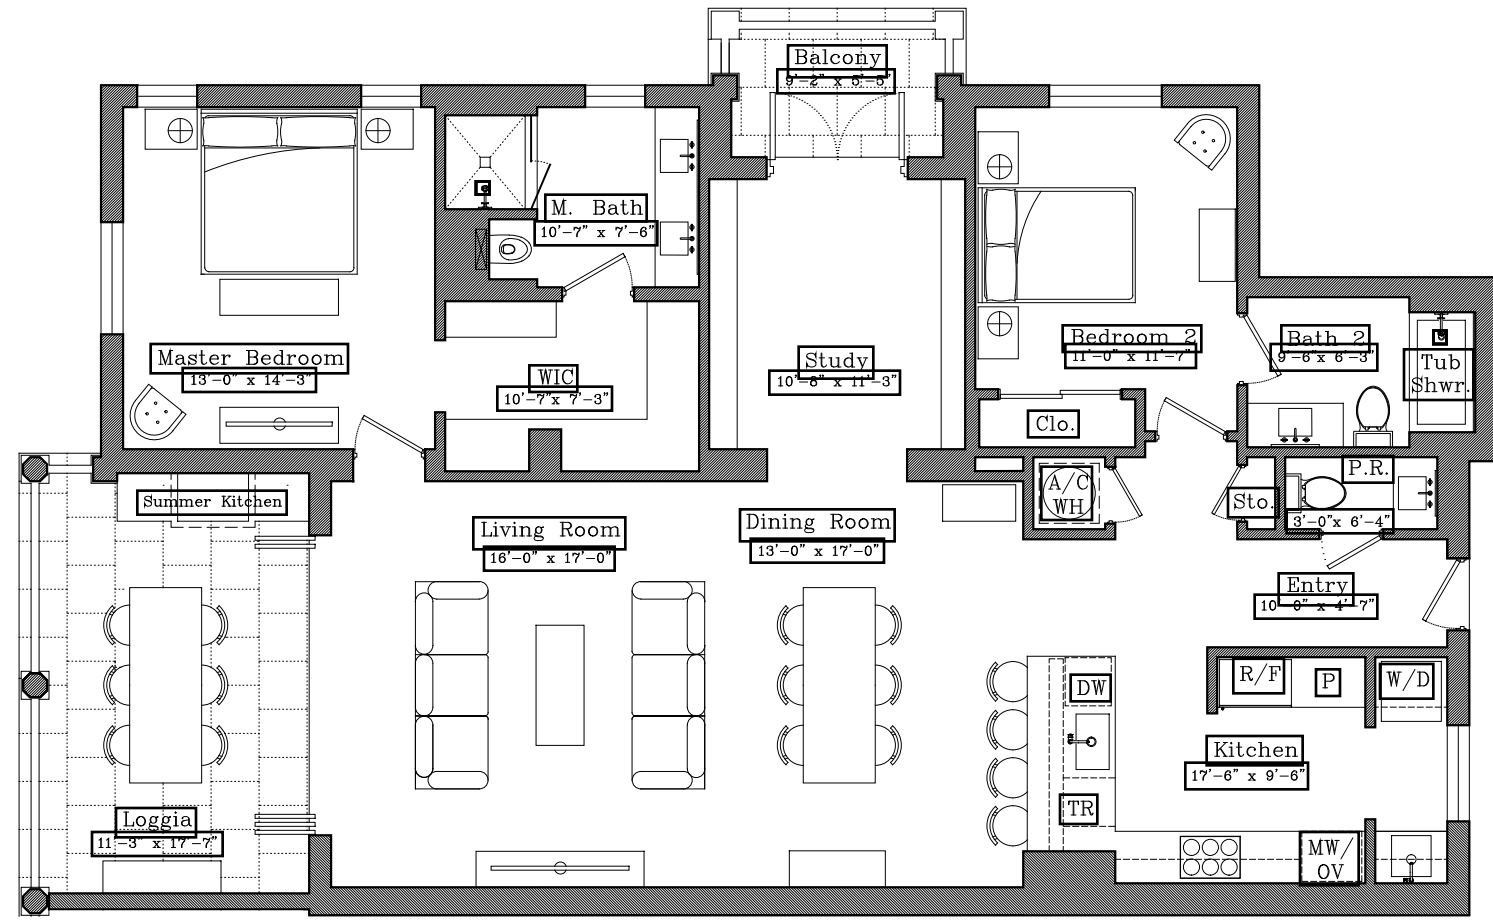 Balcony
9'-2" x 5'-5"
M. Bath
10'-7" x 7'-6"
Master Bedroom
13'-0" x 14'-3"
WIC
10'-7"x 7'-3"
Study
10'-8" x 11'-3"
Bedroom 2
11'-0" x 11'-7"
Bath 2
9'-6"x 6'-3"
Tub
Shwr.
Clo.
A/C
WH
Sto.
P.R.
3'-0"x 6'-4"
Summer Kitchen
Living Room
16'-0" x 17'-0"
Dining Room
13'-0" x 17'-0"
Entry
10'-0" x 4'-7"
R/F
P
W/D
DW
Kitchen
17'-6" x 9'-6"
TR
Loggia
11'-3" x 17'-7"
MW/
OV